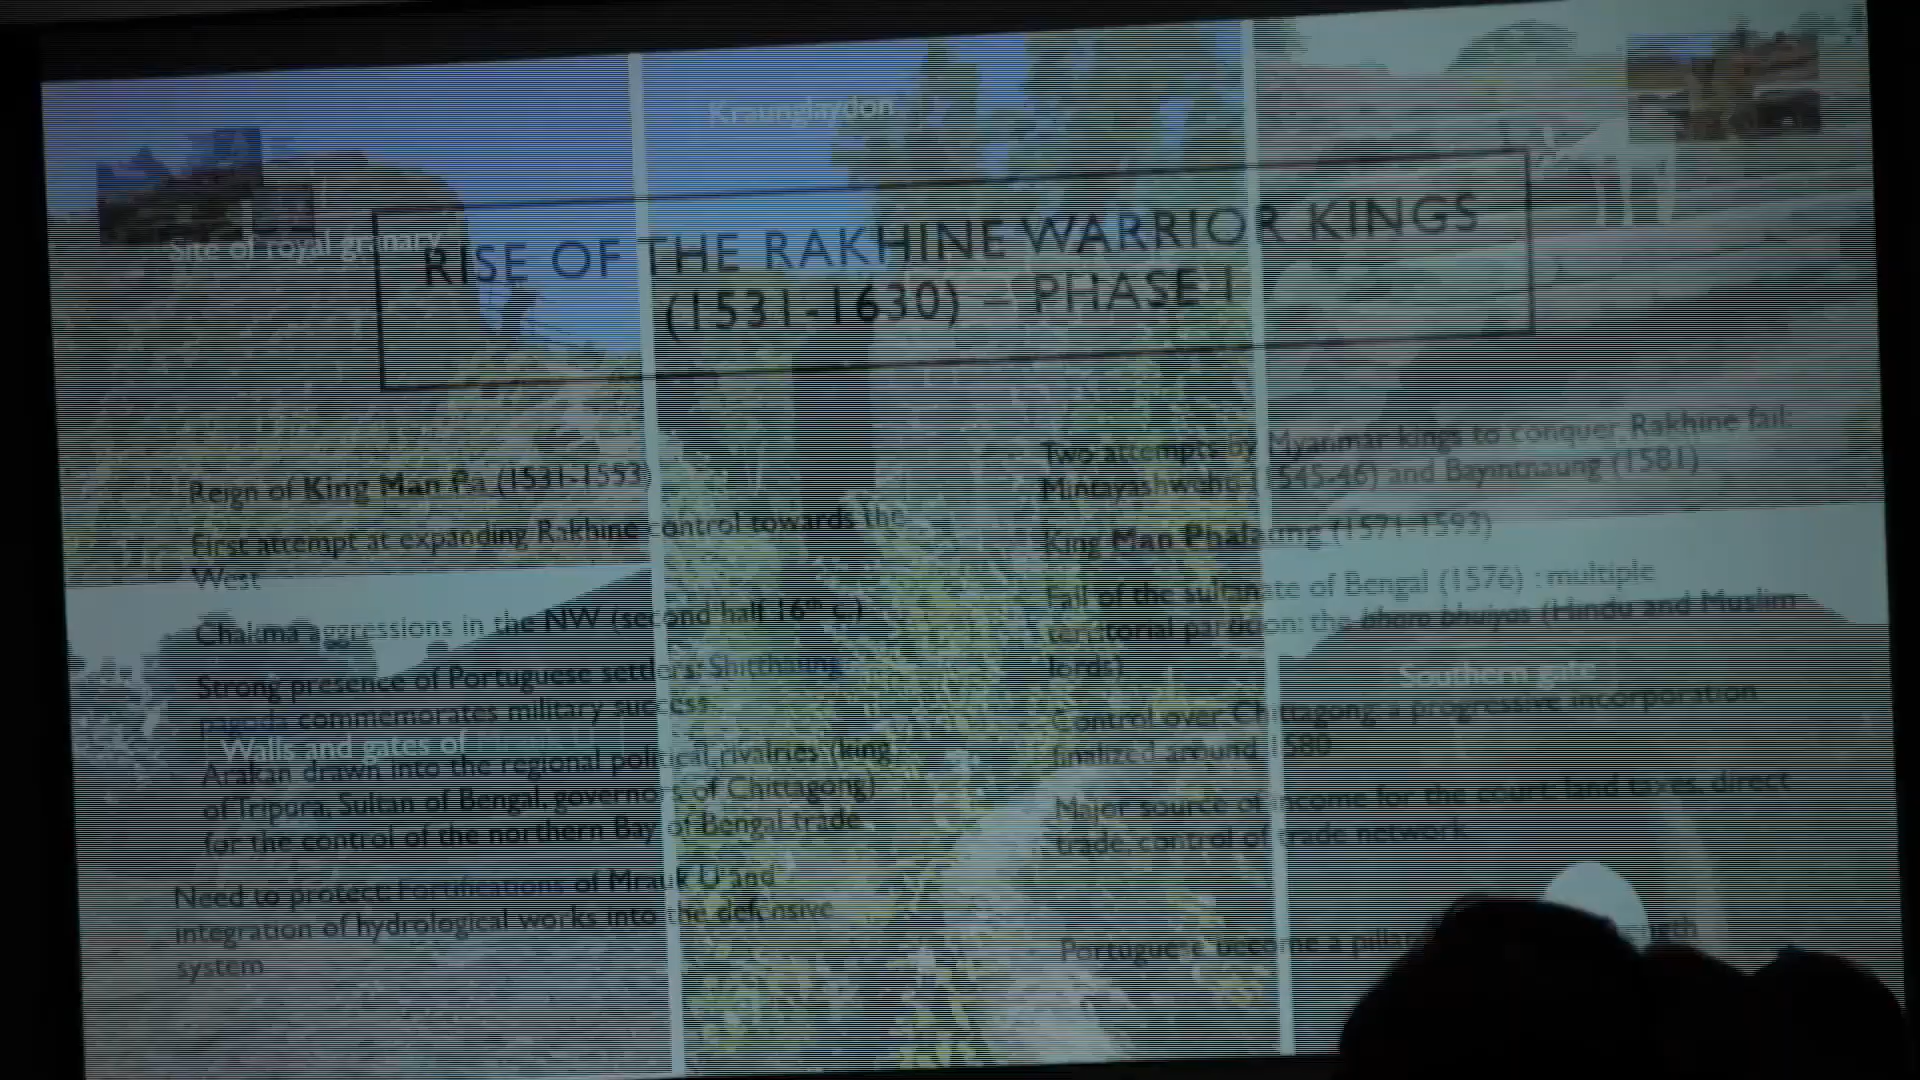 Kraunglaydon
Site of royal granary
RISE OF THE RAKHINE WARRIOR KINGS
(1531-1630) – PHASE I
Reign of King Man Pa (1531-1553)
First attempt at expanding Rakhine control towards the
West
Chakma aggressions in the NW (second half 16th c.)
Strong presence of Portuguese settlers: Shitthaung
pagoda commemorates military success
Walls and gates of
Arakan drawn into the regional political rivalries (king
of Tripura, Sultan of Bengal, governors of Chittagong)
for the control of the northern Bay of Bengal trade
Need to protect: Fortifications of Mrauk U and
integration of hydrological works into the defensive
system
Two attempts by Myanmar kings to conquer Rakhine fail:
(1545-46) and Bayintnaung (1581)
King Man Phalaung (1571-1593)
Fall of the sultanate of Bengal (1576) : multiple
territorial partition: the bhara bhuiyas (Hindu and Muslim
lords)
Southern gate
Control over Chittagong: a progressive incorporation
finalized around 1580
Major source of income for the court: land taxes, direct
trade, control of trade network
Portuguese become a pillar